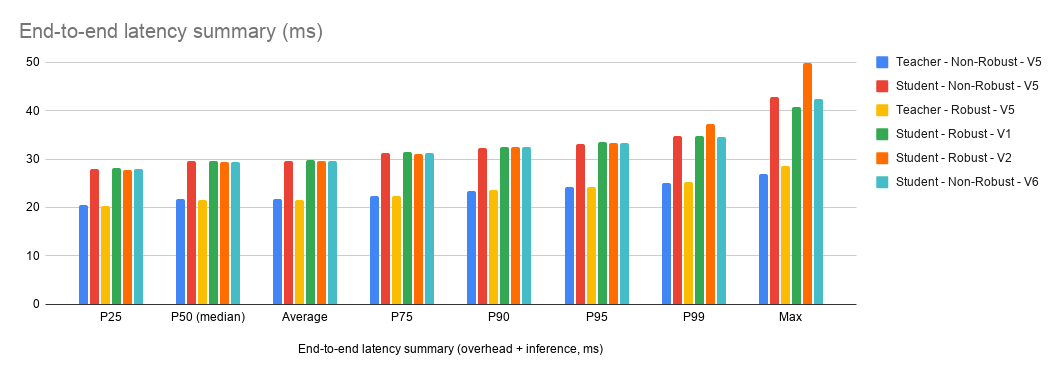 End-to-end latency summary (ms)
50
40
30
20
10
0
P25 P50 (median) Average P75 P90 P95 P99 Max
End-to-end latency summary (overhead + inference, ms)
Teacher - Non-Robust - V5
Student - Non-Robust - V5
Teacher - Robust - V5
Student - Robust - V1
Student - Robust - V2
Student - Non-Robust - V6